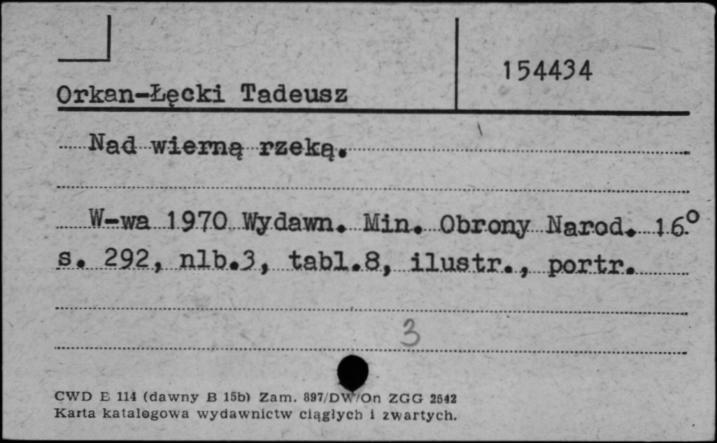 154434
Orkan-Łęcki Tadeusz
Nad wierną rzeką.
W-wa 1970 Wydawn. Min. Obrony Narod. 16°
s. 292, nlb.3, tabl.8, ilustr., portr.
3
CWD E 114 (dawny B 15b) Zam. 897/DW/On ZGG 2542
Karta katalogowa wydawnictw ciągłych i zwartych.